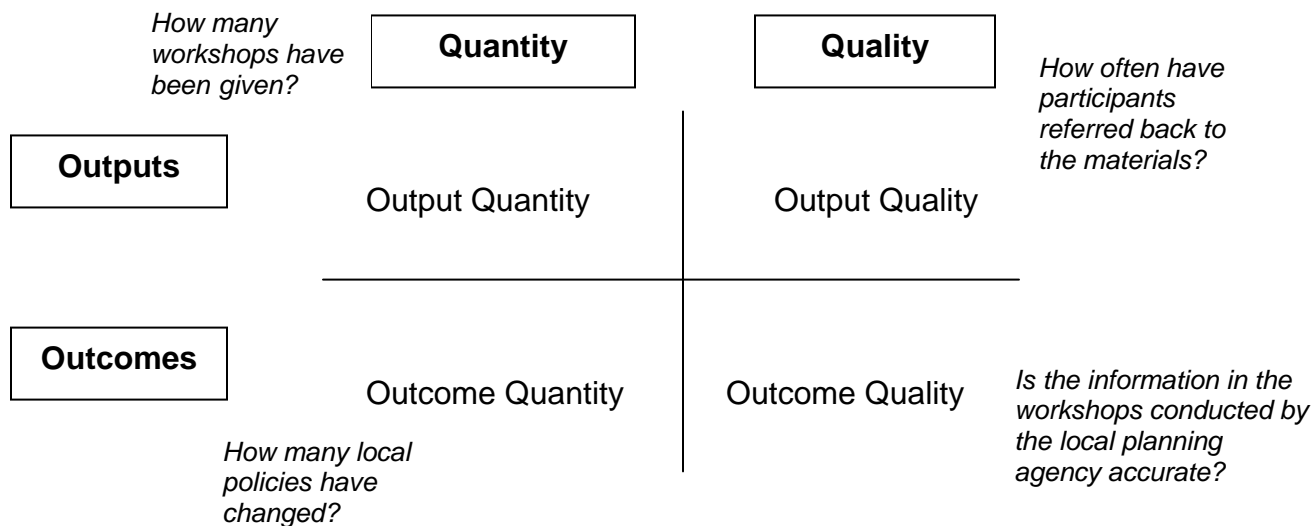 How many
workshops have
been given?
Quantity
Quality
How often have
participants
referred back to
the materials?
Outputs
Output Quantity
Output Quality
Outcomes
Outcome Quantity
Outcome Quality
Is the information in the
workshops conducted by
the local planning
agency accurate?
How many local
policies have
changed?